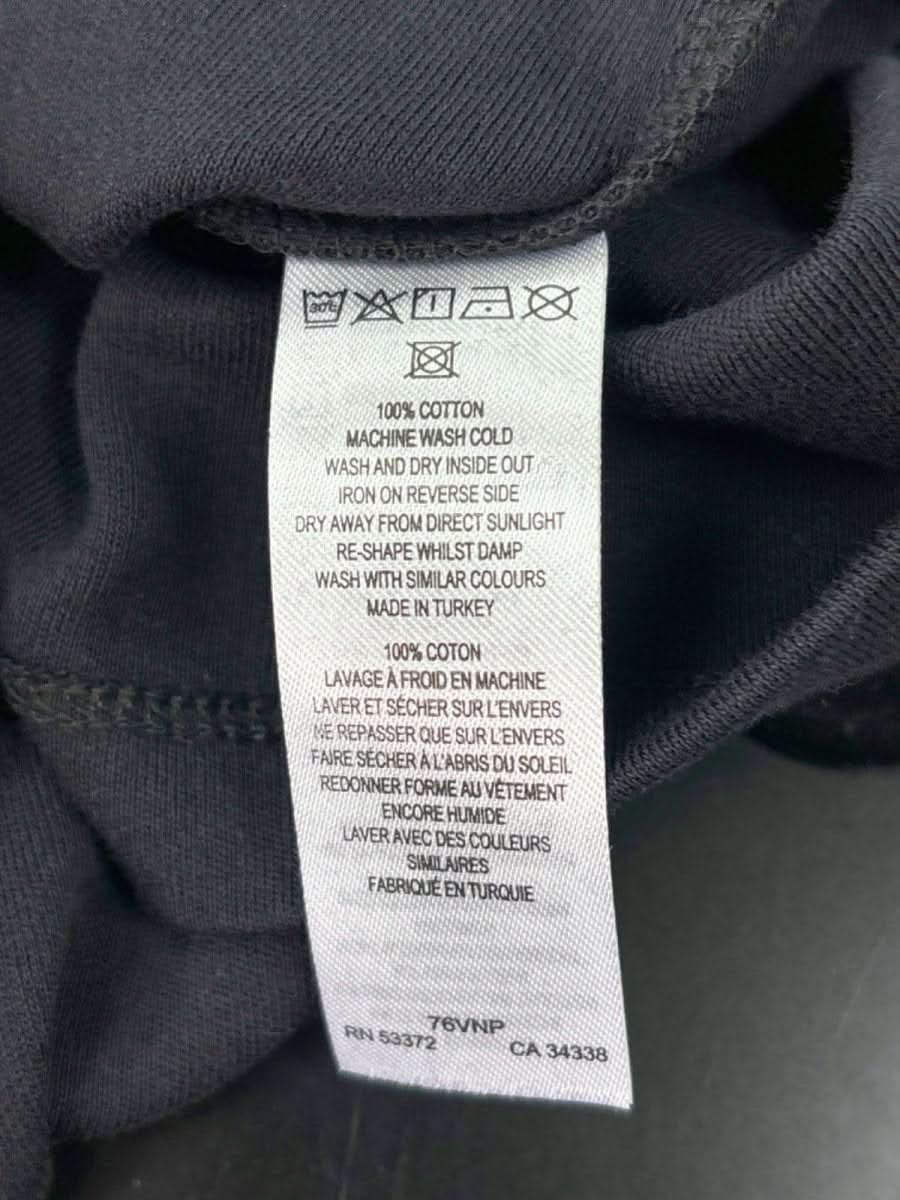 30°C
100% COTTON
MACHINE WASH COLD
WASH AND DRY INSIDE OUT
IRON ON REVERSE SIDE
DRY AWAY FROM DIRECT SUNLIGHT
RE-SHAPE WHILST DAMP
WASH WITH SIMILAR COLOURS
MADE IN TURKEY
100% COTON
LAVAGE À FROID EN MACHINE
LAVER ET SÉCHER SUR L'ENVERS
NE REPASSER QUE SUR L'ENVERS
FAIRE SÉCHER À L'ABRIS DU SOLEIL
REDONNER FORME AU VÉTEMENT
ENCORE HUMIDE
LAVER AVEC DES COULEURS
SIMILAIRES
FABRIQUÉ EN TURQUIE
76VNP
RN 53372 CA 34338